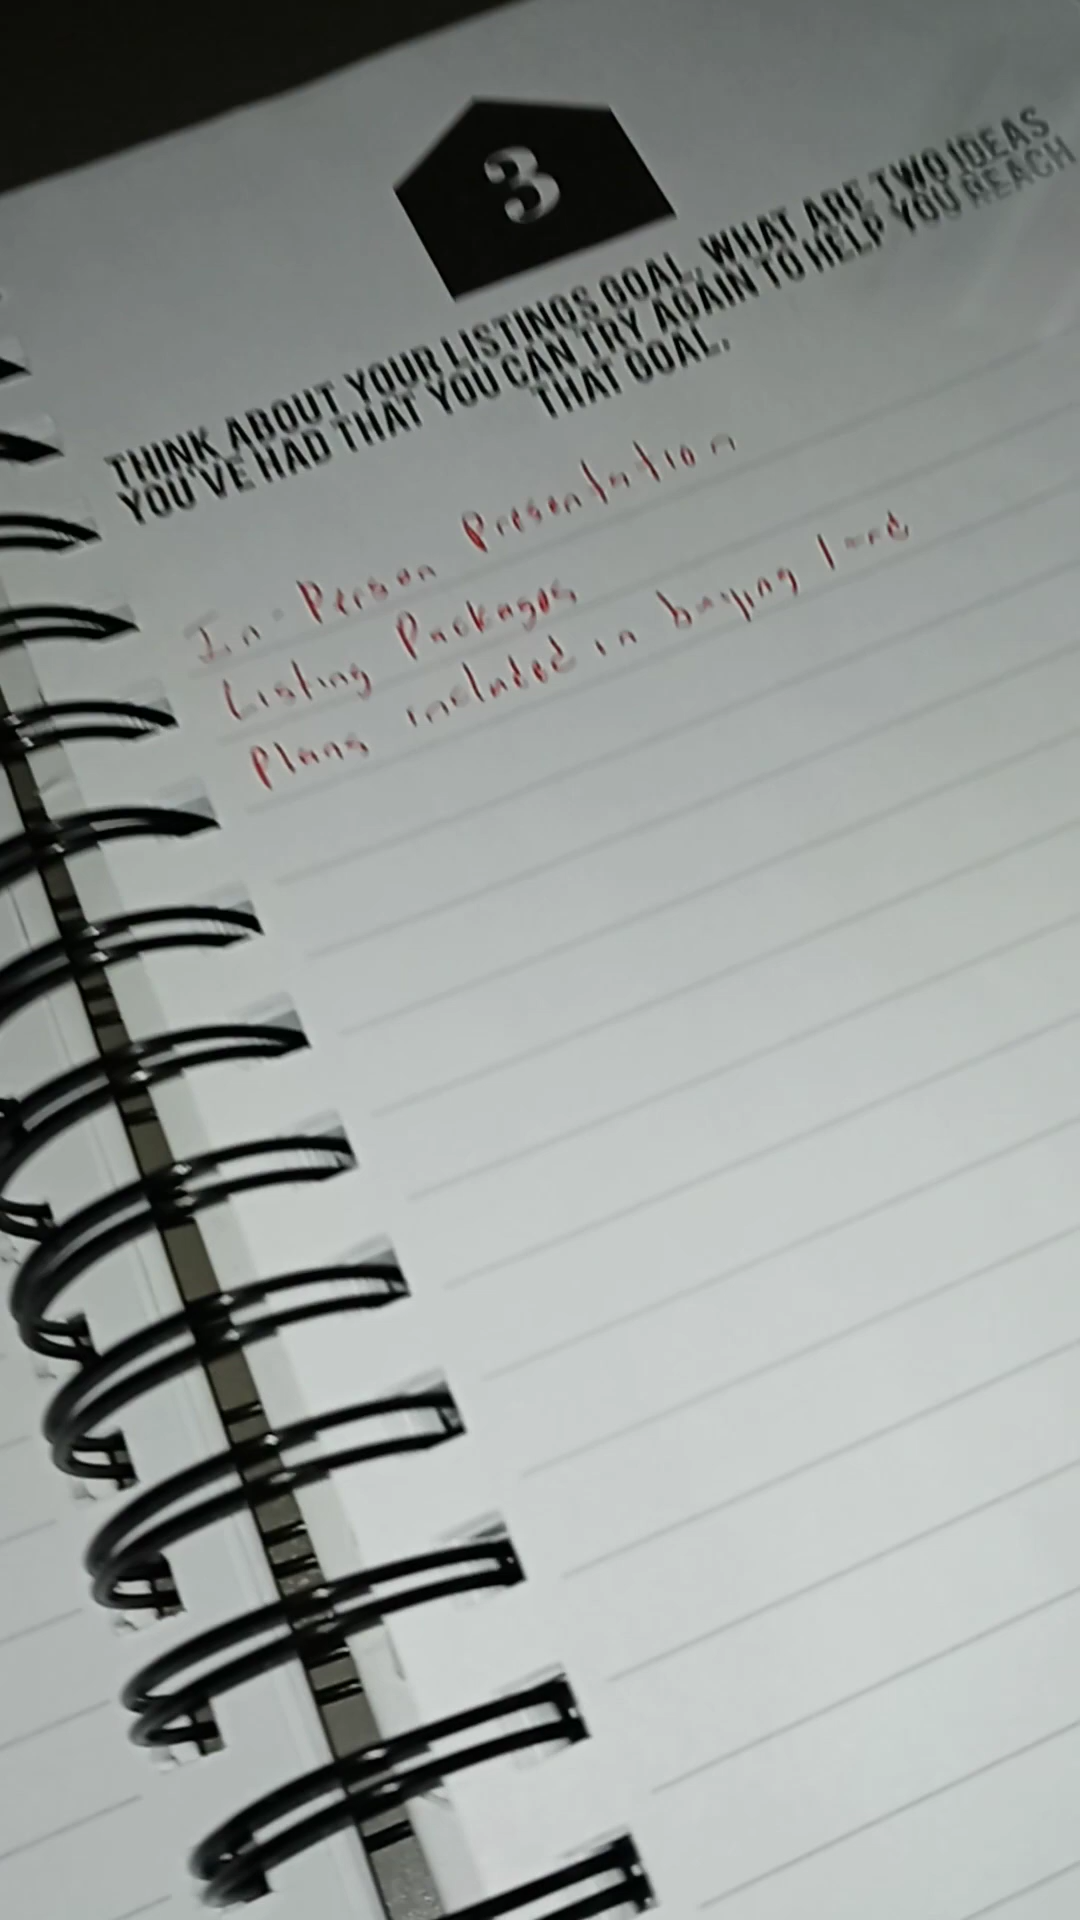 3
THINK ABOUT YOUR LISTINGS GOAL. WHAT ARE TWO IDEAS
YOU'VE HAD THAT YOU CAN TRY AGAIN TO HELP YOU REACH
THAT GOAL.
In-Person Presentation
Listing Packages
Plans included in buying land